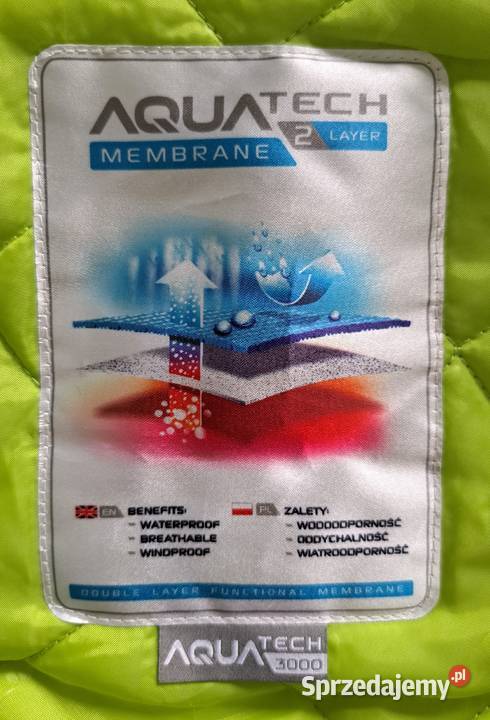 AQUATECH
MEMBRANE 2 LAYER
EN BENEFITS:
– WATERPROOF
– BREATHABLE
– WINDPROOF
PL ZALETY:
– WODOODPORNOŚĆ
– ODDYCHALNOŚĆ
– WIATROODPORNOŚĆ
DOUBLE LAYER FUNCTIONAL MEMBRANE
AQUATECH
3000
Sprzedajemy.pl